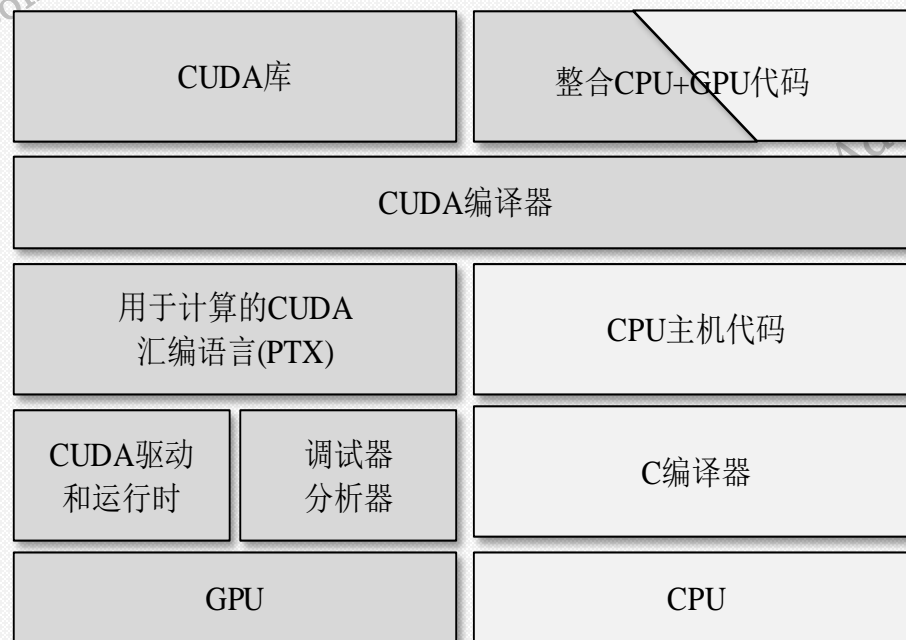 CUDA库
整合CPU+GPU代码
CUDA编译器
用于计算的CUDA
汇编语言(PTX)
CPU主机代码
CUDA驱动
和运行时
调试器
分析器
C编译器
GPU
CPU